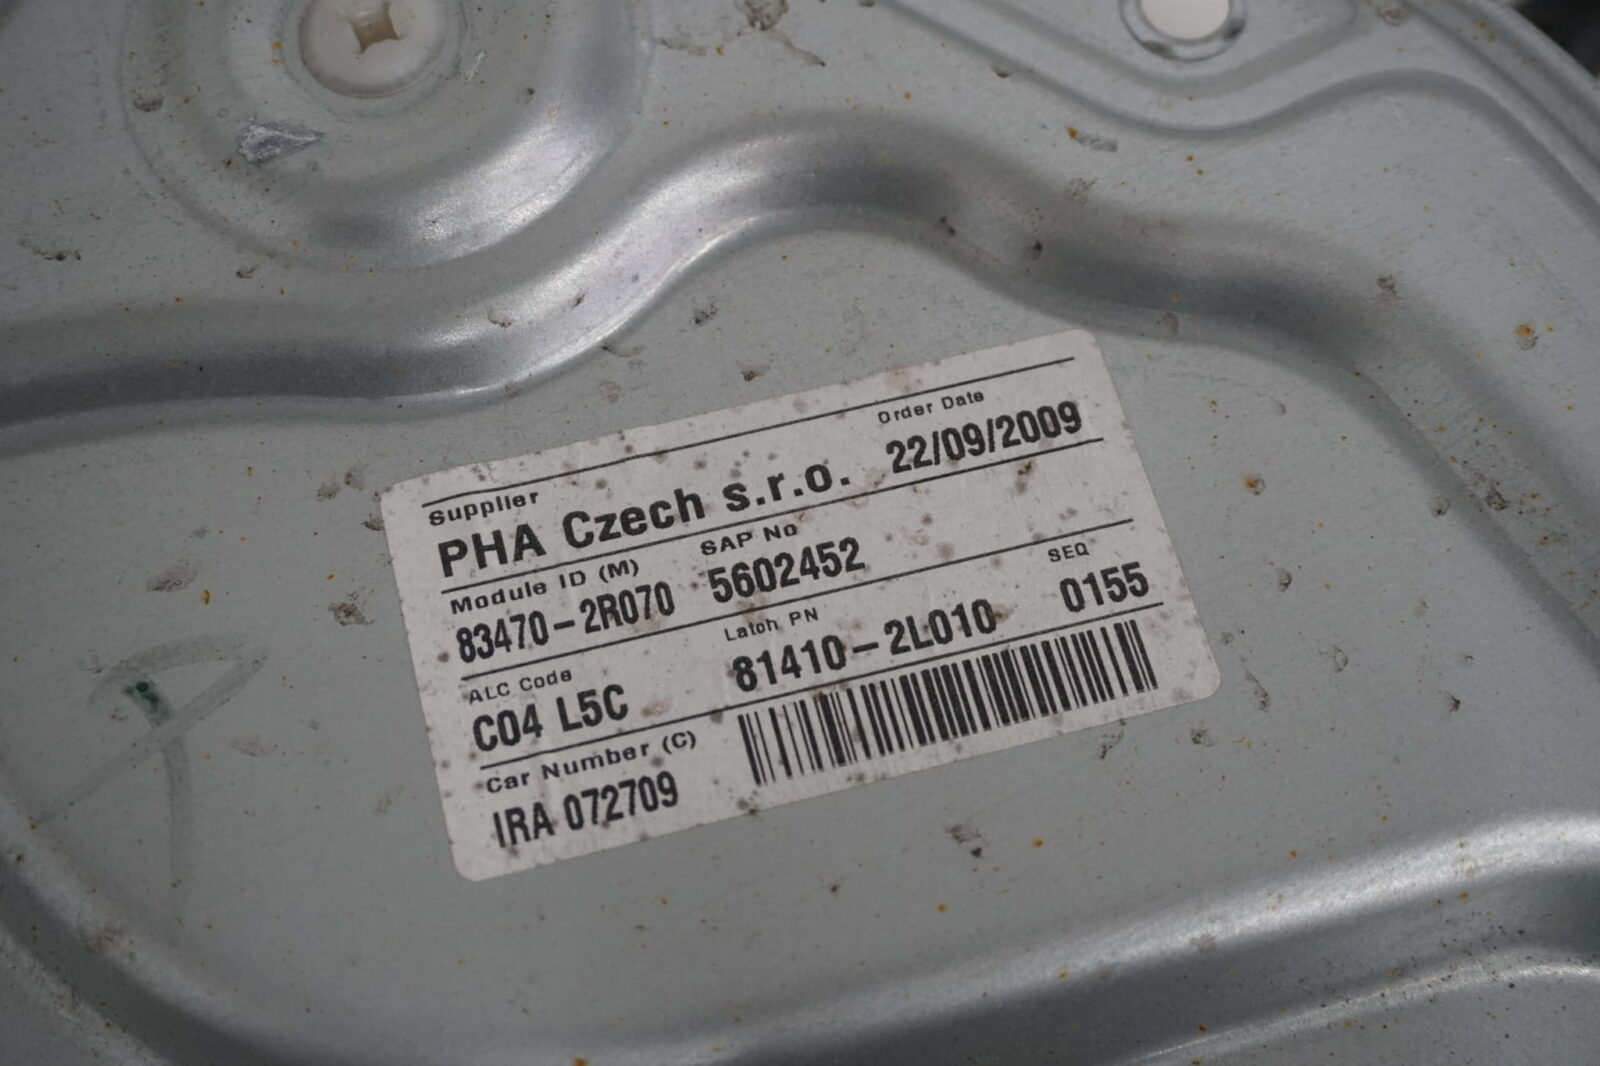 Supplier
Order Date
PHA Czech s.r.o. 22/09/2009
Module ID (M) SAP No
83470-2R070 5602452
ALC Code Latch PN SEQ
C04 L5C 81410-2L010 0155
Car Number (C)
IRA 072709